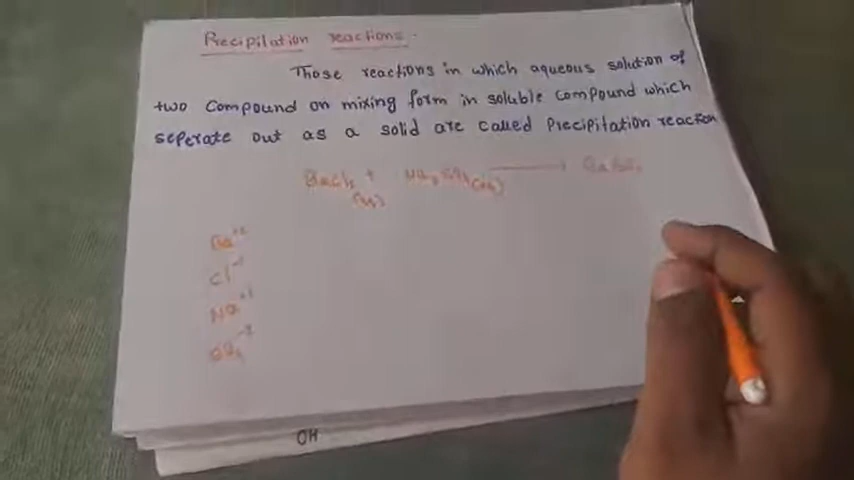 Precipitation reactions.
Those reactions in which aqueous solution of
two compound on mixing form in soluble compound which
seperate out as a solid are called Precipitation reaction
BaCl₂ + Na₂SO₄ (aq) → BaSO₄
(aq)
Ba⁺²
Cl⁻¹
Na⁺¹
SO₄⁻²
OH